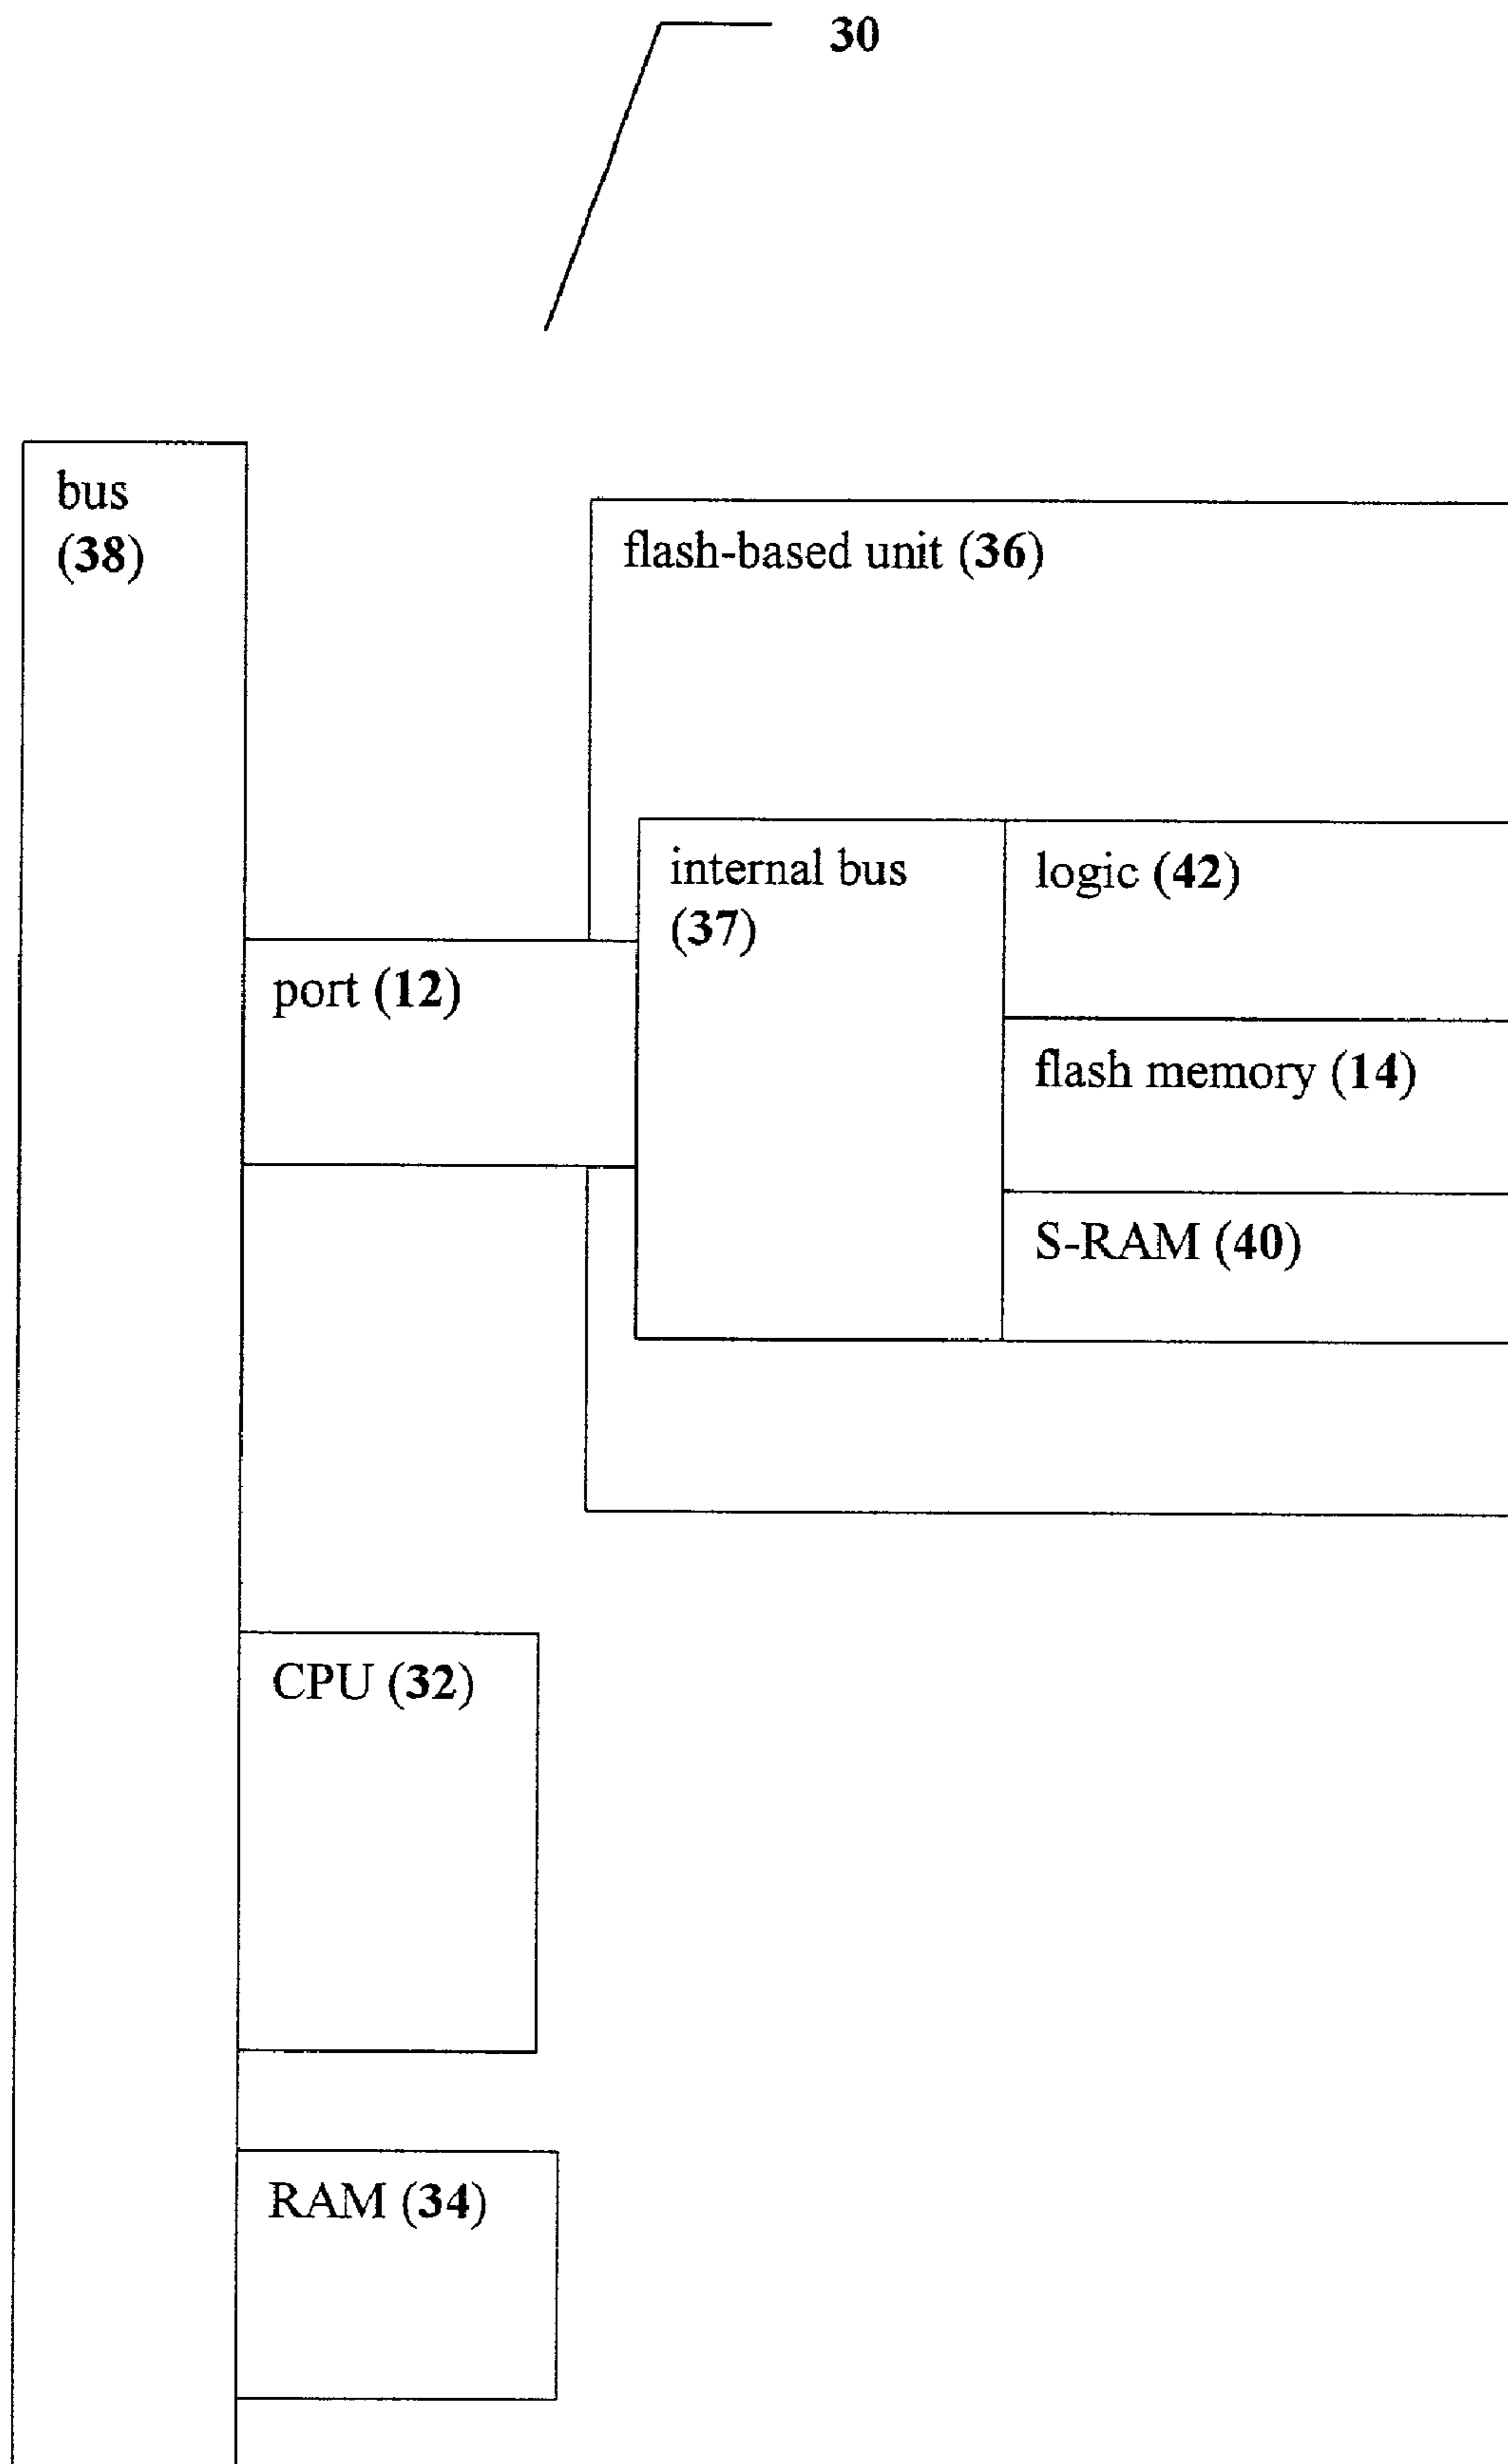 30
bus
(38)
flash-based unit (36)
internal bus
(37)
logic (42)
port (12)
flash memory (14)
S-RAM (40)
CPU (32)
RAM (34)